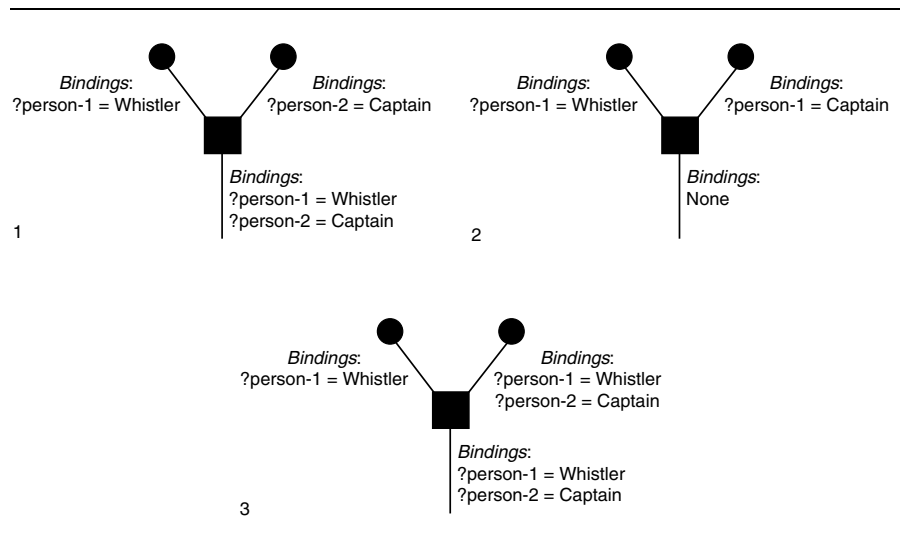 Bindings:
?person-1 = Whistler
Bindings:
?person-2 = Captain
Bindings:
?person-1 = Whistler
?person-2 = Captain
1
Bindings:
?person-1 = Whistler
Bindings:
?person-1 = Captain
Bindings:
None
2
Bindings:
?person-1 = Whistler
Bindings:
?person-1 = Whistler
?person-2 = Captain
Bindings:
?person-1 = Whistler
?person-2 = Captain
3